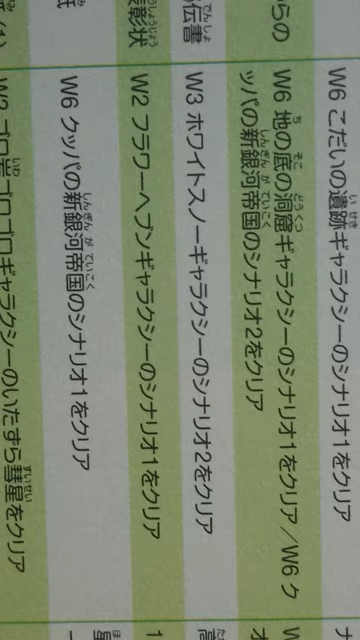 W6 こだいの遺跡ギャラクシーのシナリオ1をクリア
W6 地の底の洞窟ギャラクシーのシナリオ1をクリア/W6 ク
ッパの新銀河帝国のシナリオ2をクリア
W3 ホワイトスノーギャラクシーのシナリオ2をクリア
W2 フラワーヘブンギャラクシーのシナリオ1をクリア
W6 クッパの新銀河帝国のシナリオ1をクリア
W2 ゴロ岩ゴロゴロギャラクシーのいたずら彗星をクリア